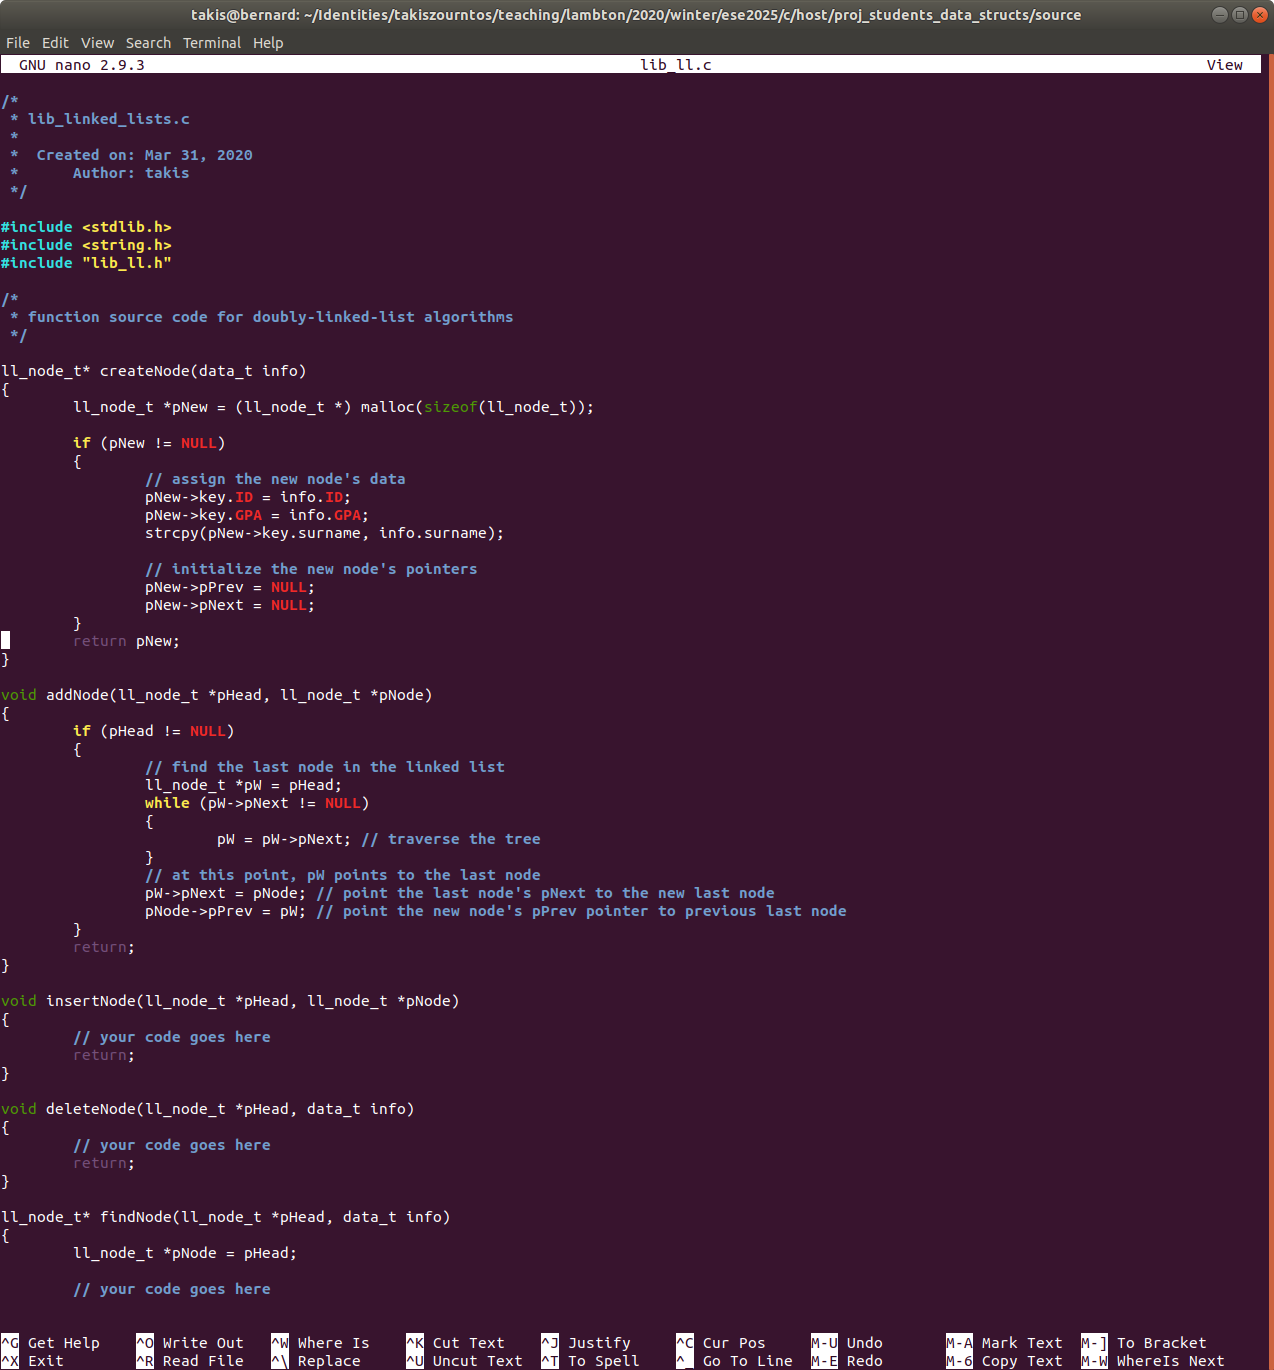 takis@bernard: ~/Identities/takiszourntos/teaching/lambton/2020/winter/ese2025/c/host/proj_students_data_structs/source
File Edit View Search Terminal Help
GNU nano 2.9.3 lib_ll.c View
/*
 * lib_linked_lists.c
 *
 *  Created on: Mar 31, 2020
 *      Author: takis
 */
#include <stdlib.h>
#include <string.h>
#include "lib_ll.h"
/*
 * function source code for doubly-linked-list algorithms
 */
ll_node_t* createNode(data_t info)
{
        ll_node_t *pNew = (ll_node_t *) malloc(sizeof(ll_node_t));
        if (pNew != NULL)
        {
                // assign the new node's data
                pNew->key.ID = info.ID;
                pNew->key.GPA = info.GPA;
                strcpy(pNew->key.surname, info.surname);
                // initialize the new node's pointers
                pNew->pPrev = NULL;
                pNew->pNext = NULL;
        }
        return pNew;
}
void addNode(ll_node_t *pHead, ll_node_t *pNode)
{
        if (pHead != NULL)
        {
                // find the last node in the linked list
                ll_node_t *pW = pHead;
                while (pW->pNext != NULL)
                {
                        pW = pW->pNext; // traverse the tree
                }
                // at this point, pW points to the last node
                pW->pNext = pNode; // point the last node's pNext to the new last node
                pNode->pPrev = pW; // point the new node's pPrev pointer to previous last node
        }
        return;
}
void insertNode(ll_node_t *pHead, ll_node_t *pNode)
{
        // your code goes here
        return;
}
void deleteNode(ll_node_t *pHead, data_t info)
{
        // your code goes here
        return;
}
ll_node_t* findNode(ll_node_t *pHead, data_t info)
{
        ll_node_t *pNode = pHead;
        // your code goes here
^G Get Help ^O Write Out ^W Where Is ^K Cut Text ^J Justify ^C Cur Pos M-U Undo M-A Mark Text M-] To Bracket
^X Exit ^R Read File ^\ Replace ^U Uncut Text ^T To Spell ^_ Go To Line M-E Redo M-6 Copy Text M-W WhereIs Next